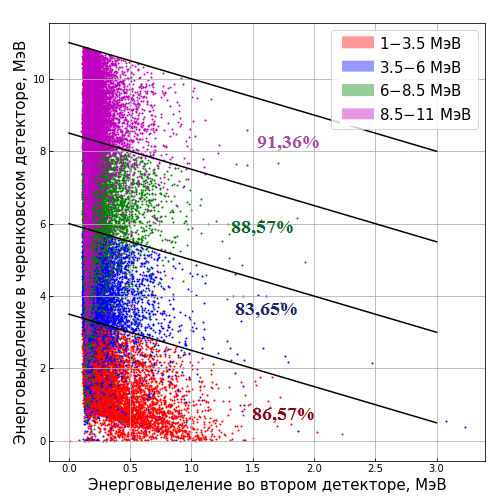 1−3.5 МэВ
3.5−6 МэВ
6−8.5 МэВ
8.5−11 МэВ
91,36%
88,57%
83,65%
86,57%
10
8
6
4
2
0
0.0 0.5 1.0 1.5 2.0 2.5 3.0
Энерговыделение в черенковском детекторе, МэВ
Энерговыделение во втором детекторе, МэВ